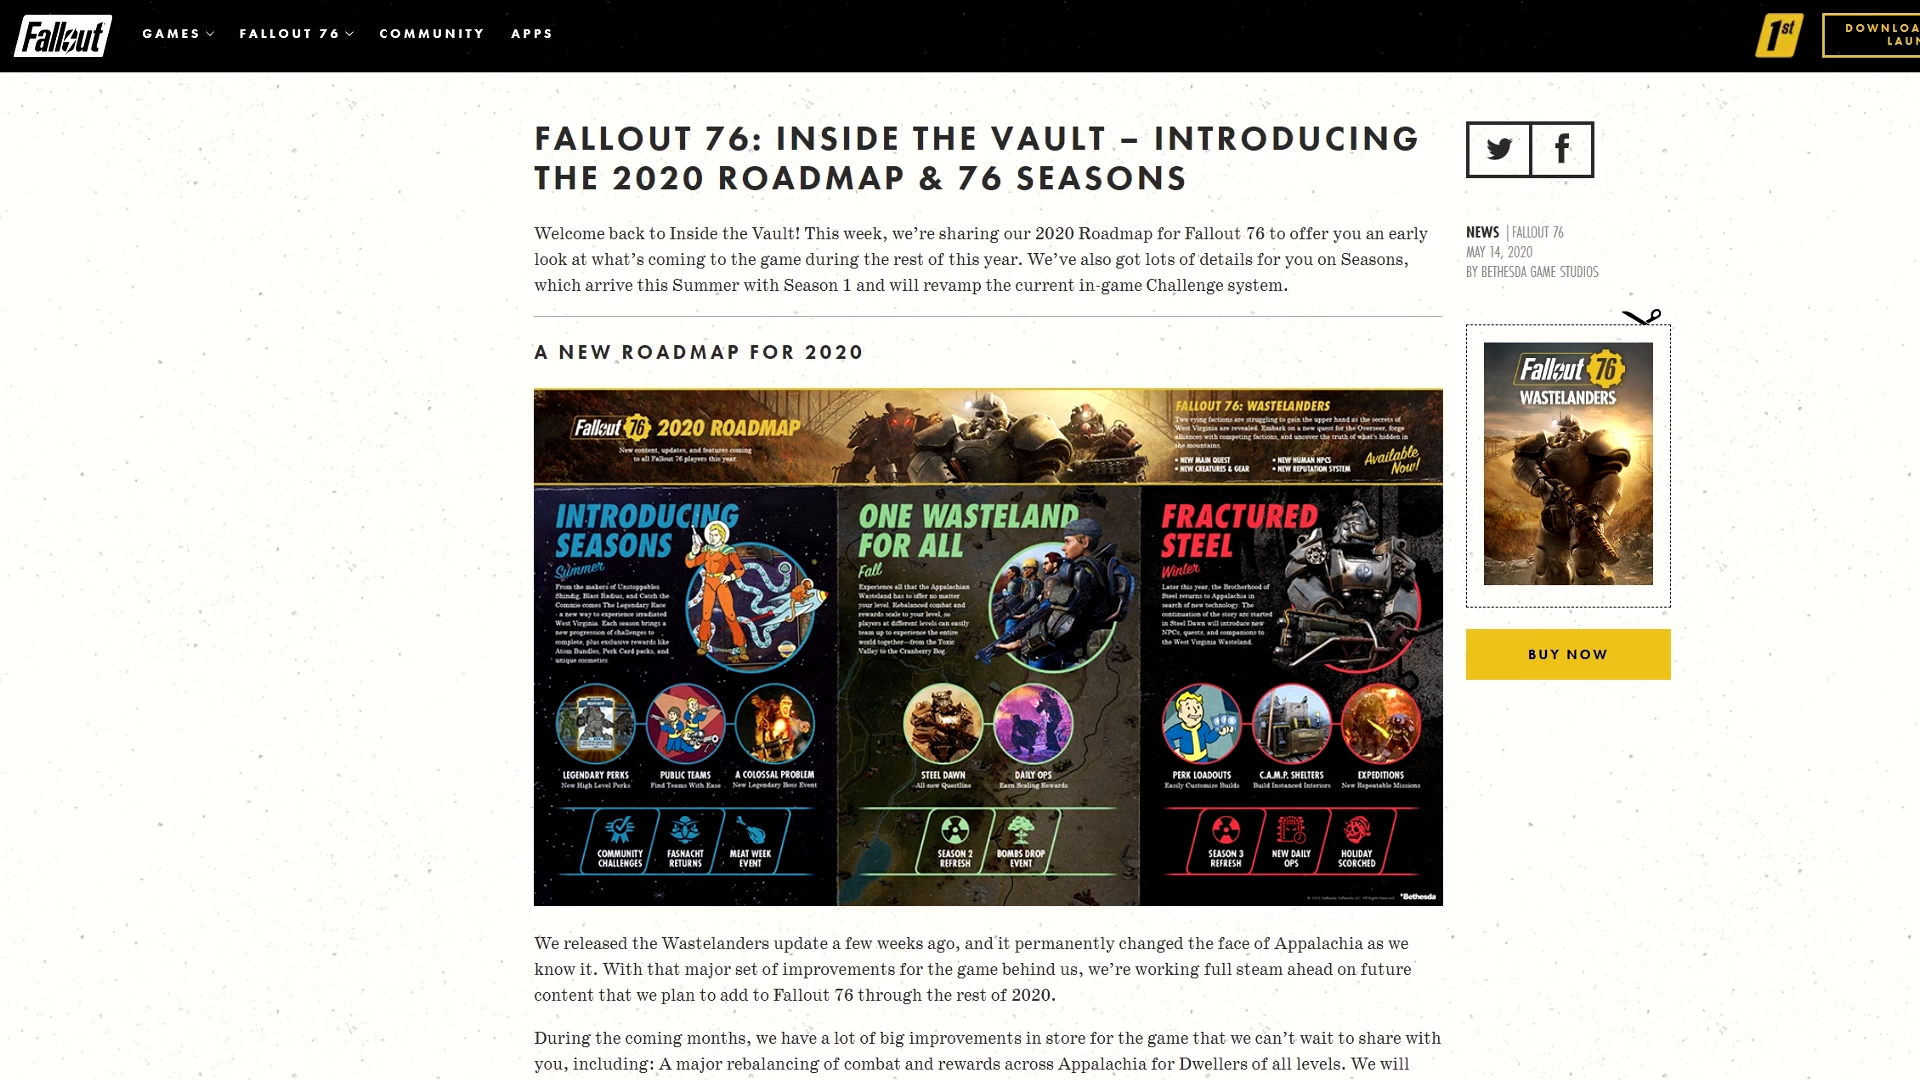 Fallout
GAMES
FALLOUT 76
COMMUNITY
APPS
1st
DOWNLOA
LAUN
FALLOUT 76: INSIDE THE VAULT – INTRODUCING
THE 2020 ROADMAP & 76 SEASONS
Welcome back to Inside the Vault! This week, we’re sharing our 2020 Roadmap for Fallout 76 to offer you an early
look at what’s coming to the game during the rest of this year. We’ve also got lots of details for you on Seasons,
which arrive this Summer with Season 1 and will revamp the current in-game Challenge system.
NEWS | FALLOUT 76
MAY 14, 2020
BY BETHESDA GAME STUDIOS
Fallout 76
WASTELANDERS
BUY NOW
A NEW ROADMAP FOR 2020
Fallout 76 2020 ROADMAP
New content, updates, and features coming
to all Fallout 76 players this year.
FALLOUT 76: WASTELANDERS
Two vying factions are struggling to gain the upper hand as the secrets of
West Virginia are revealed. Embark on a new quest for the Overseer, forge
alliances with competing factions, and uncover the truth of what's hidden in
the mountains.
• NEW MAIN QUEST
• NEW CREATURES & GEAR
• NEW HUMAN NPCS
• NEW REPUTATION SYSTEM
Available
Now!
INTRODUCING
SEASONS
Summer
From the makers of Unstoppables
Shindig, Blast Radius, and Catch the
Commie comes The Legendary Race
- a new way to experience irradiated
West Virginia. Each season brings a
new progression of challenges to
complete, plus exclusive rewards like
Atom Bundles, Perk Card packs, and
unique cosmetics.
LEGENDARY PERKS
New High Level Perks
PUBLIC TEAMS
Find Teams With Ease
A COLOSSAL PROBLEM
New Legendary Boss Event
COMMUNITY
CHALLENGES
FASNACHT
RETURNS
MEAT WEEK
EVENT
ONE WASTELAND
FOR ALL
Fall
Experience all that the Appalachian
Wasteland has to offer no matter
your level. Rebalanced combat and
rewards scale to your level, so
players at different levels can easily
team up to experience the entire
world together—from the Toxic
Valley to the Cranberry Bog.
STEEL DAWN
All-new Questline
DAILY OPS
Earn Scaling Rewards
SEASON 2
REFRESH
BOMBS DROP
EVENT
FRACTURED
STEEL
Winter
Later this year, the Brotherhood of
Steel returns to Appalachia in
search of new technology. The
continuation of the story arc started
in Steel Dawn will introduce new
NPCs, quests, and companions to
the West Virginia Wasteland.
PERK LOADOUTS
Easily Customize Builds
C.A.M.P. SHELTERS
Build Instanced Interiors
EXPEDITIONS
New Repeatable Missions
SEASON 3
REFRESH
NEW DAILY
OPS
HOLIDAY
SCORCHED
Bethesda
We released the Wastelanders update a few weeks ago, and it permanently changed the face of Appalachia as we
know it. With that major set of improvements for the game behind us, we’re working full steam ahead on future
content that we plan to add to Fallout 76 through the rest of 2020.
During the coming months, we have a lot of big improvements in store for the game that we can’t wait to share with
you, including: A major rebalancing of combat and rewards across Appalachia for Dwellers of all levels. We will